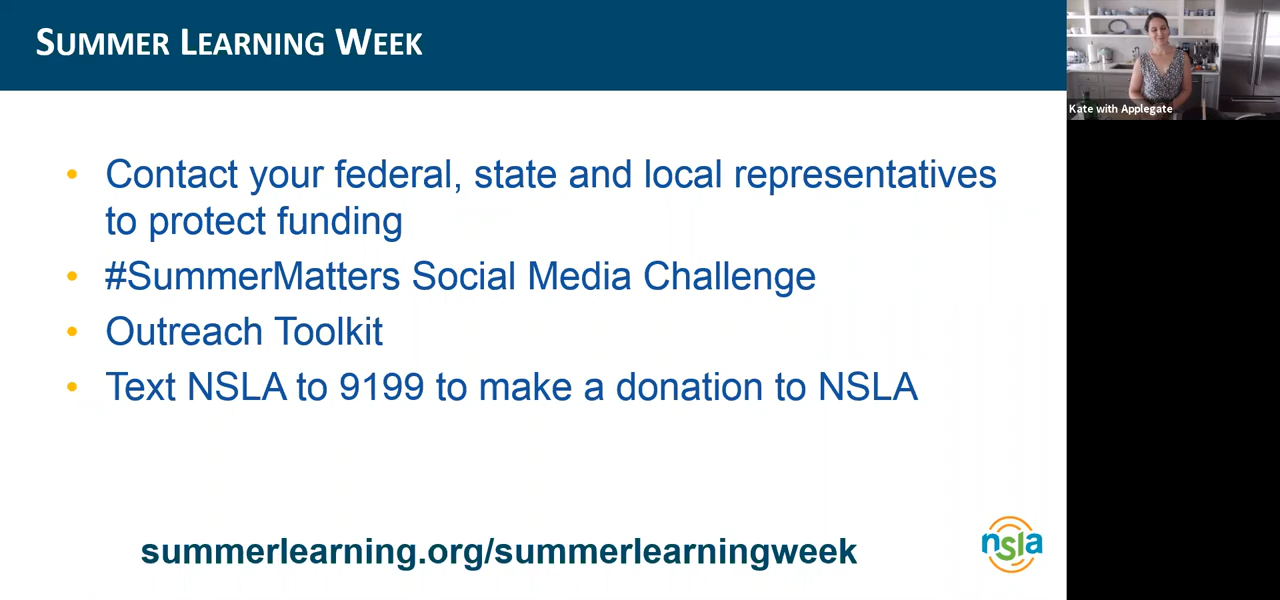 SUMMER LEARNING WEEK
Kate with Applegate
• Contact your federal, state and local representatives
to protect funding
• #SummerMatters Social Media Challenge
• Outreach Toolkit
• Text NSLA to 9199 to make a donation to NSLA
summerlearning.org/summerlearningweek
nsla